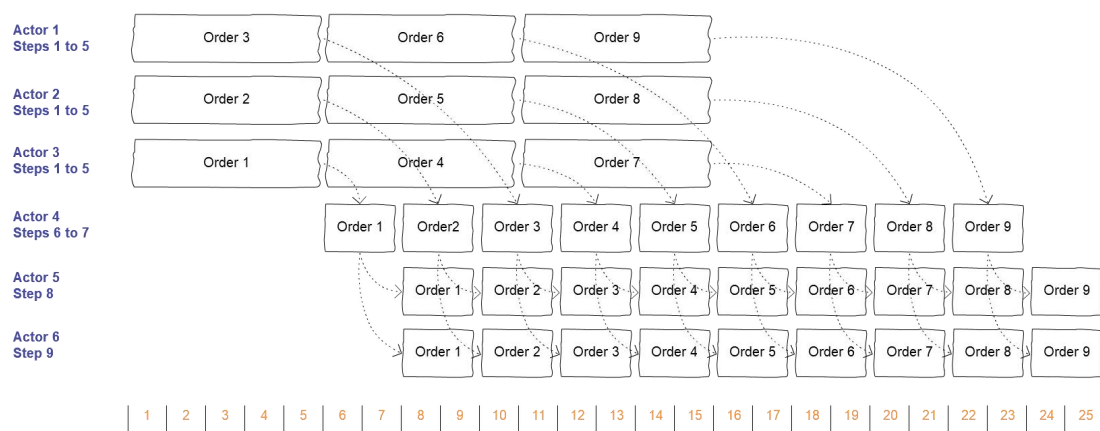 Actor 1
Steps 1 to 5
Order 3
Order 6
Order 9
Actor 2
Steps 1 to 5
Order 2
Order 5
Order 8
Actor 3
Steps 1 to 5
Order 1
Order 4
Order 7
Actor 4
Steps 6 to 7
Order 1
Order2
Order 3
Order 4
Order 5
Order 6
Order 7
Order 8
Order 9
Actor 5
Step 8
Order 1
Order 2
Order 3
Order 4
Order 5
Order 6
Order 7
Order 8
Order 9
Actor 6
Step 9
Order 1
Order 2
Order 3
Order 4
Order 5
Order 6
Order 7
Order 8
Order 9
1 2 3 4 5 6 7 8 9 10 11 12 13 14 15 16 17 18 19 20 21 22 23 24 25